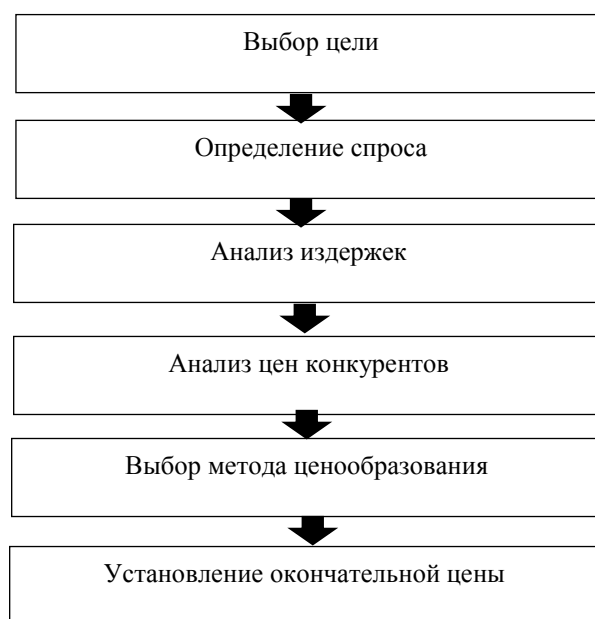 Выбор цели
Определение спроса
Анализ издержек
Анализ цен конкурентов
Выбор метода ценообразования
Установление окончательной цены